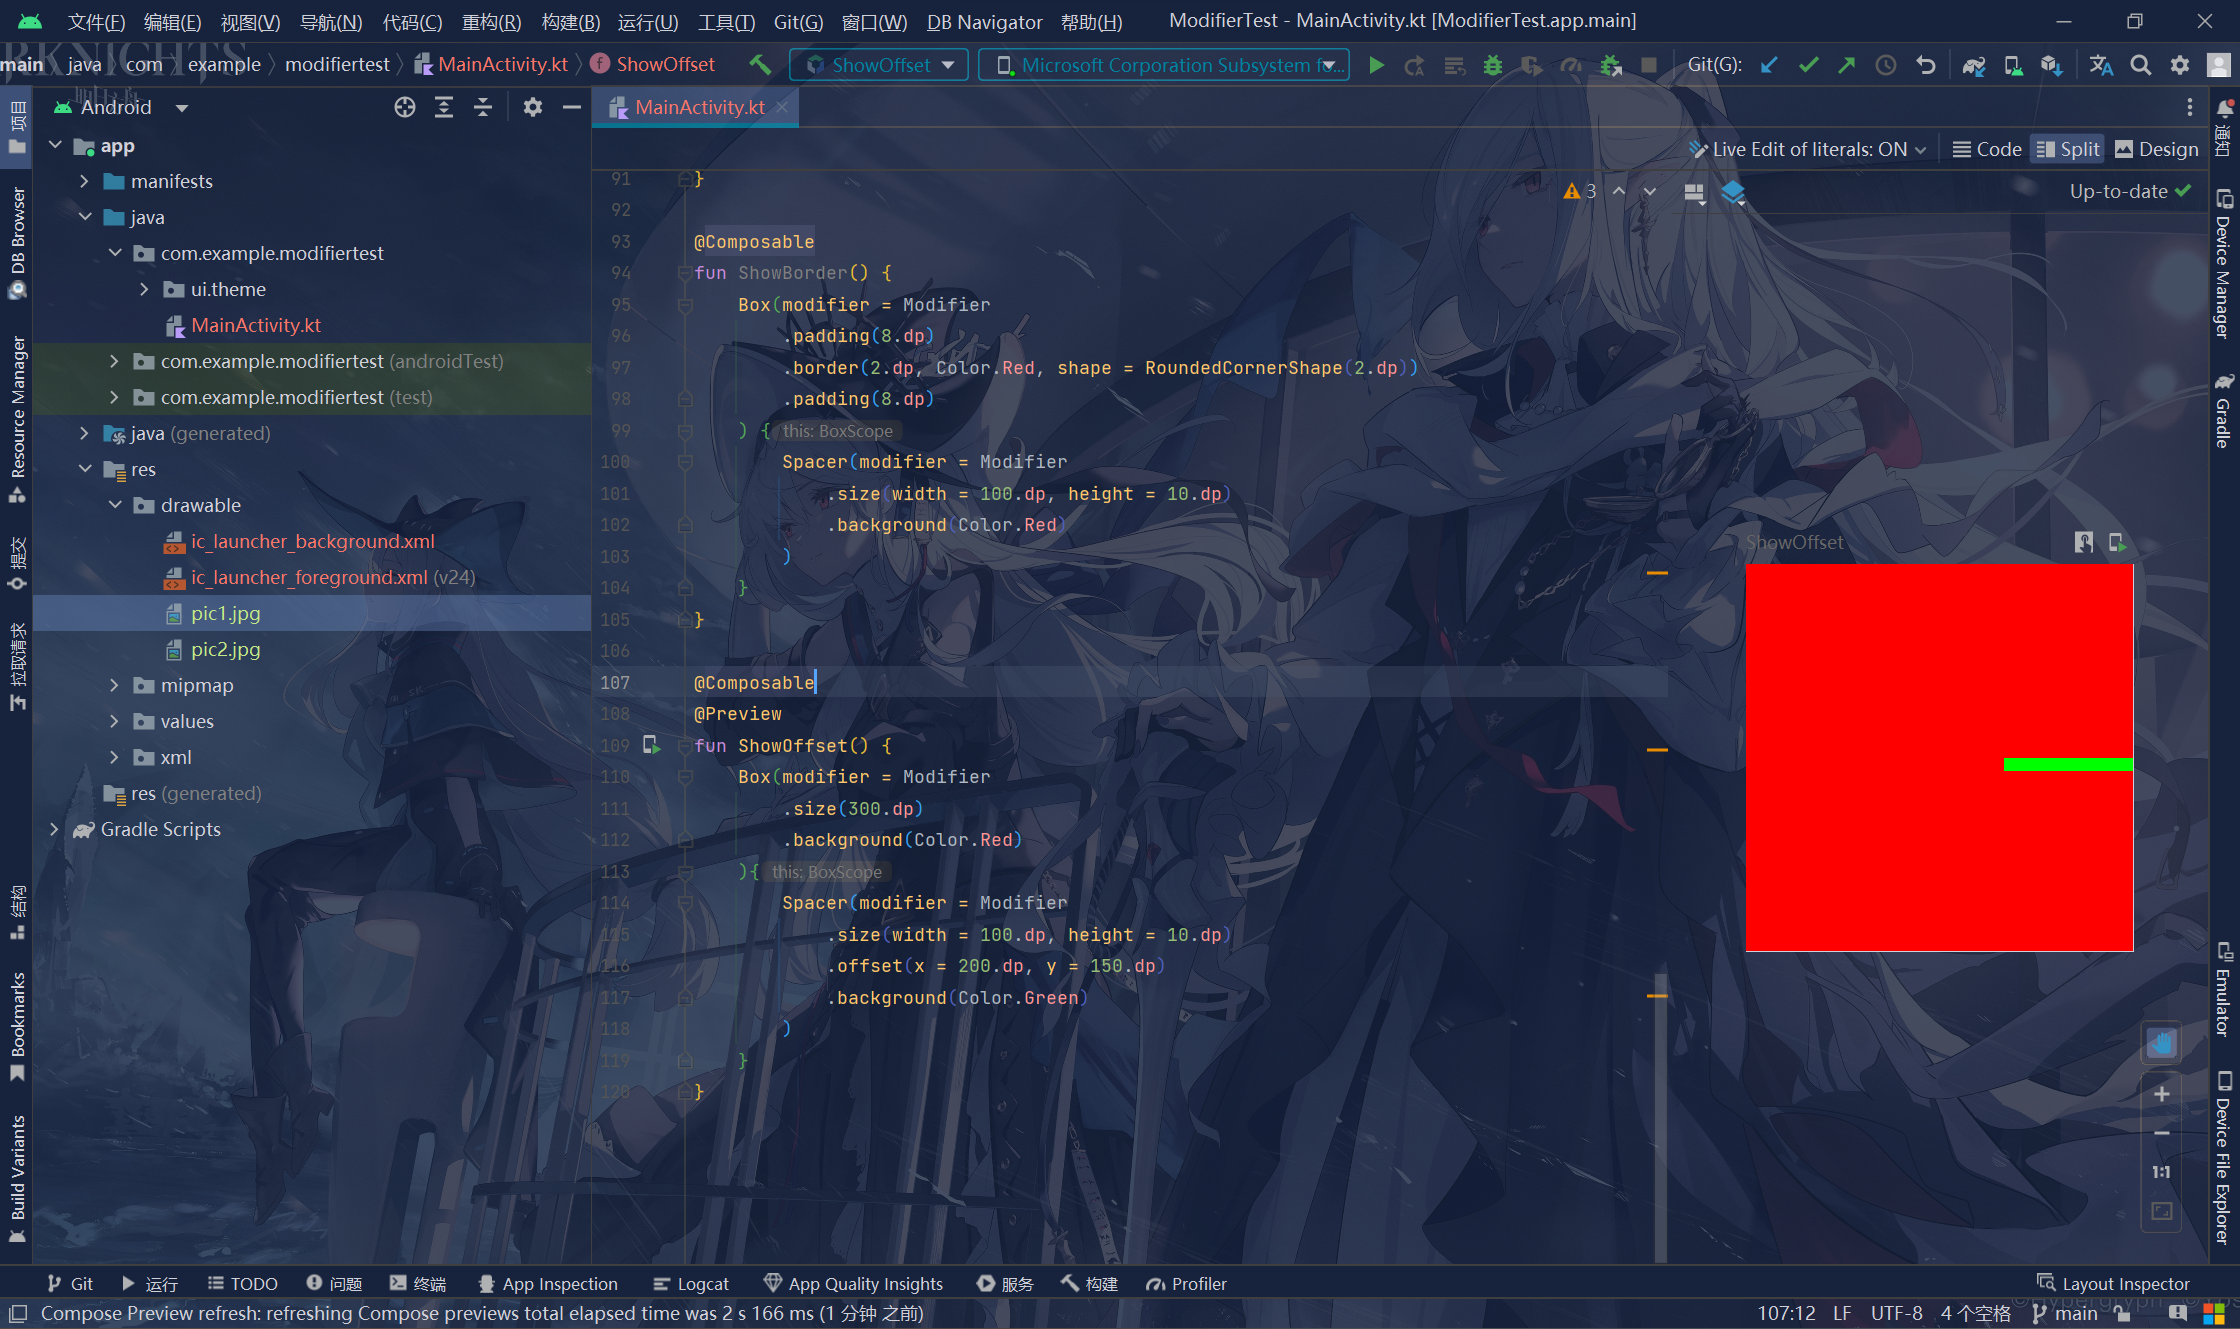 文件(F) 编辑(E) 视图(V) 导航(N) 代码(C) 重构(R) 构建(B) 运行(U) 工具(T) Git(G) 窗口(W) DB Navigator 帮助(H) ModifierTest - MainActivity.kt [ModifierTest.app.main]
main java com example modifiertest MainActivity.kt ShowOffset ShowOffset Microsoft Corporation Subsystem fo... Git(G):
Android MainActivity.kt
Live Edit of literals: ON Code Split Design
3 Up-to-date
项目
DB Browser
Resource Manager
提交
拉取请求
结构
Bookmarks
Build Variants
app
manifests
java
com.example.modifiertest
ui.theme
MainActivity.kt
com.example.modifiertest (androidTest)
com.example.modifiertest (test)
java (generated)
res
drawable
ic_launcher_background.xml
ic_launcher_foreground.xml (v24)
pic1.jpg
pic2.jpg
mipmap
values
xml
res (generated)
Gradle Scripts
91 }
92
93 @Composable
94 fun ShowBorder() {
95 Box(modifier = Modifier
96 .padding(8.dp)
97 .border(2.dp, Color.Red, shape = RoundedCornerShape(2.dp))
98 .padding(8.dp)
99 ) { this: BoxScope
100 Spacer(modifier = Modifier
101 .size(width = 100.dp, height = 10.dp)
102 .background(Color.Red)
103 )
104 }
105 }
106
107 @Composable
108 @Preview
109 fun ShowOffset() {
110 Box(modifier = Modifier
111 .size(300.dp)
112 .background(Color.Red)
113 ){ this: BoxScope
114 Spacer(modifier = Modifier
115 .size(width = 100.dp, height = 10.dp)
116 .offset(x = 200.dp, y = 150.dp)
117 .background(Color.Green)
118 )
119 }
120 }
ShowOffset
1:1
通知
Device Manager
Gradle
Emulator
Device File Explorer
Git 运行 TODO 问题 终端 App Inspection Logcat App Quality Insights 服务 构建 Profiler Layout Inspector
Compose Preview refresh: refreshing Compose previews total elapsed time was 2 s 166 ms (1 分钟 之前) 107:12 LF UTF-8 4 个空格 main